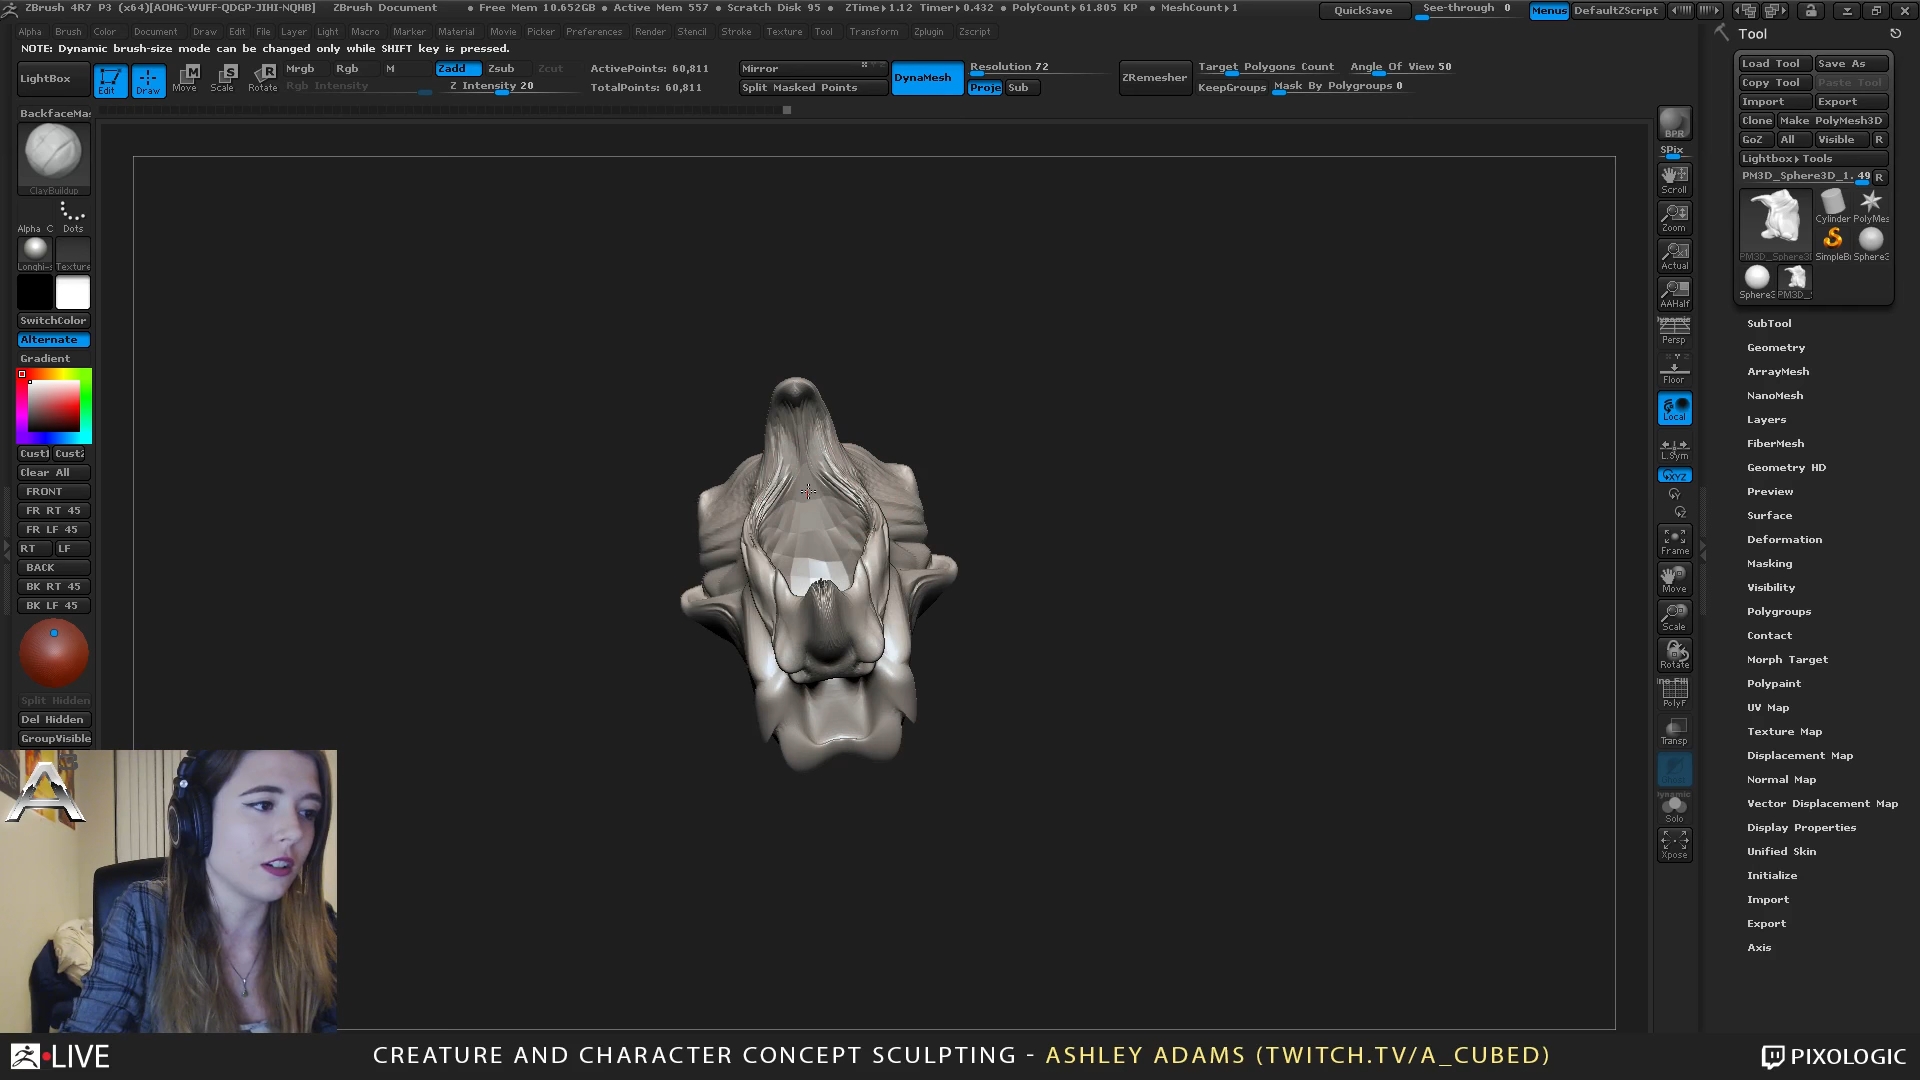 ZBrush 4R7 P3 (x64)[AOHG-WUFF-QDGP-JIHI-NQHB] ZBrush Document • Free Mem 10.652GB • Active Mem 557 • Scratch Disk 95 • ZTime▸1.12 Timer▸0.432 • PolyCount▸61.805 KP • MeshCount▸1 QuickSave See-through 0 Menus DefaultZScript
Alpha Brush Color Document Draw Edit File Layer Light Macro Marker Material Movie Picker Preferences Render Stencil Stroke Texture Tool Transform Zplugin Zscript
NOTE: Dynamic brush-size mode can be changed only while SHIFT key is pressed.
LightBox Edit Draw Move Scale Rotate
Mrgb Rgb M Zadd Zsub Zcut
Rgb Intensity Z Intensity 20
ActivePoints: 60,811
TotalPoints: 60,811
Mirror
Split Masked Points
DynaMesh
Resolution 72
Proje Sub
ZRemesher
Target Polygons Count Angle Of View 50
KeepGroups Mask By Polygroups 0
BackfaceMas
ClayBuildup
Alpha C Dots
Texture
SwitchColor
Alternate
Gradient
Cust1 Cust2
Clear All
FRONT
FR RT 45
FR LF 45
RT LF
BACK
BK RT 45
BK LF 45
Split Hidden
Del Hidden
GroupVisible
BPR
SPix
Scroll
Zoom
Actual
AAHalf
Dynamic
Persp
Floor
Local
L.Sym
XYZ
Frame
Move
Scale
Rotate
PolyF
Transp
Dynamic
Solo
Xpose
Tool
Load Tool Save As
Copy Tool Paste Tool
Import Export
Clone Make PolyMesh3D
GoZ All Visible R
Lightbox▸Tools
PM3D_Sphere3D_1. 49 R
Cylinder PolyMes
PM3D_Sphere3D SimpleB Sphere3
Sphere3 PM3D_
SubTool
Geometry
ArrayMesh
NanoMesh
Layers
FiberMesh
Geometry HD
Preview
Surface
Deformation
Masking
Visibility
Polygroups
Contact
Morph Target
Polypaint
UV Map
Texture Map
Displacement Map
Normal Map
Vector Displacement Map
Display Properties
Unified Skin
Initialize
Import
Export
Axis
LIVE
CREATURE AND CHARACTER CONCEPT SCULPTING - ASHLEY ADAMS (TWITCH.TV/A_CUBED)
PIXOLOGIC